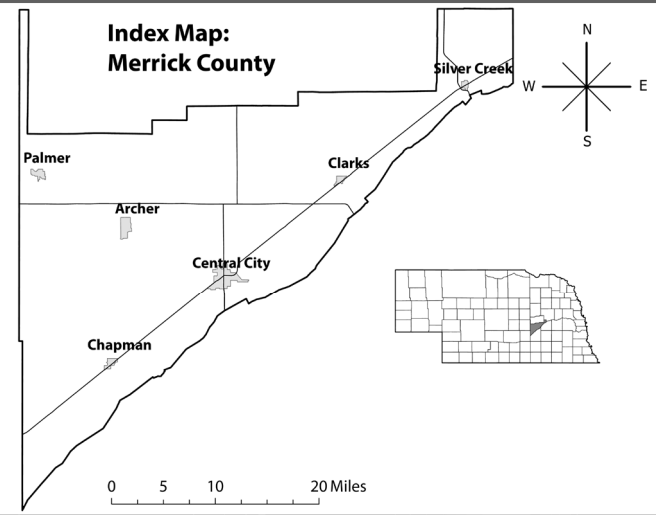 Index Map:
Merrick County
N
Silver Creek
W E
S
Palmer
Clarks
Archer
Central City
Chapman
0 5 10 20 Miles